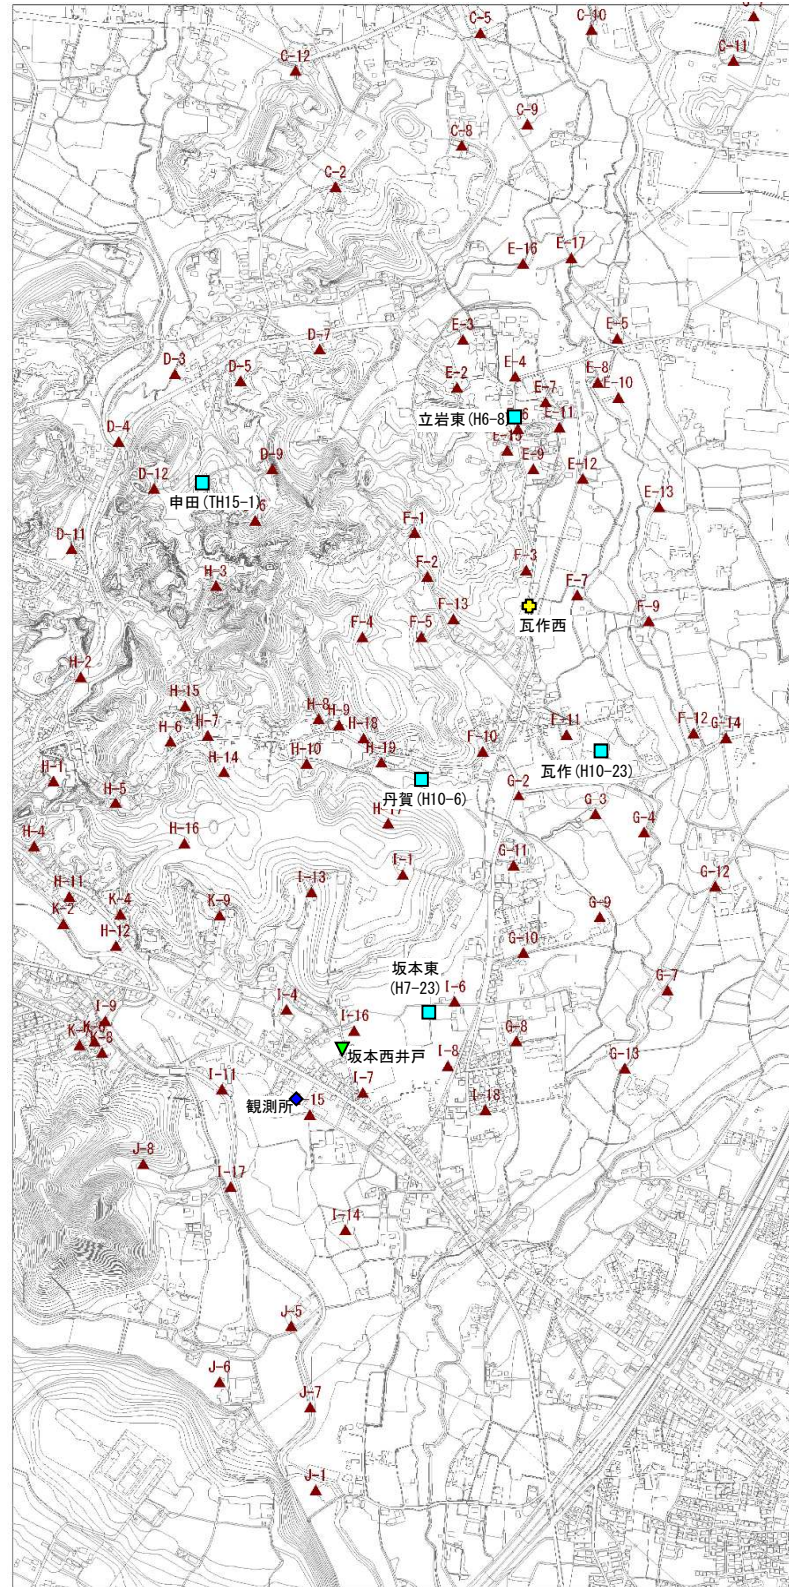 C-5
C-10
C-12
C-11
C-9
C-8
C-2
E-17
E-16
E-3
E-5
D-7
D-3
D-5
E-4
E-8
E-2
E-10
E-7
立岩東(H6-8)
E-11
D-4
E-15
D-9
E-9
D-12
E-12
申田(TH15-1)
E-13
F-1
D-11
F-3
F-2
H-3
F-7
F-13
F-9
瓦作西
F-4
F-5
H-2
H-15
H-8
H-9
H-7
H-6
H-18
F-11
F-12
G-14
F-10
H-10
H-19
H-14
瓦作(H10-23)
H-1
丹賀(H10-6)
G-2
H-5
G-3
H-17
G-4
H-4
H-16
G-11
I-1
G-12
I-13
H-11
K-4
K-9
K-2
G-9
H-12
G-10
坂本東
(H7-23)
G-7
I-6
I-4
I-9
I-16
K-8
G-8
坂本西井戸
I-8
G-13
I-11
I-7
観測所
I-18
J-8
I-17
I-14
J-5
J-6
J-7
J-1